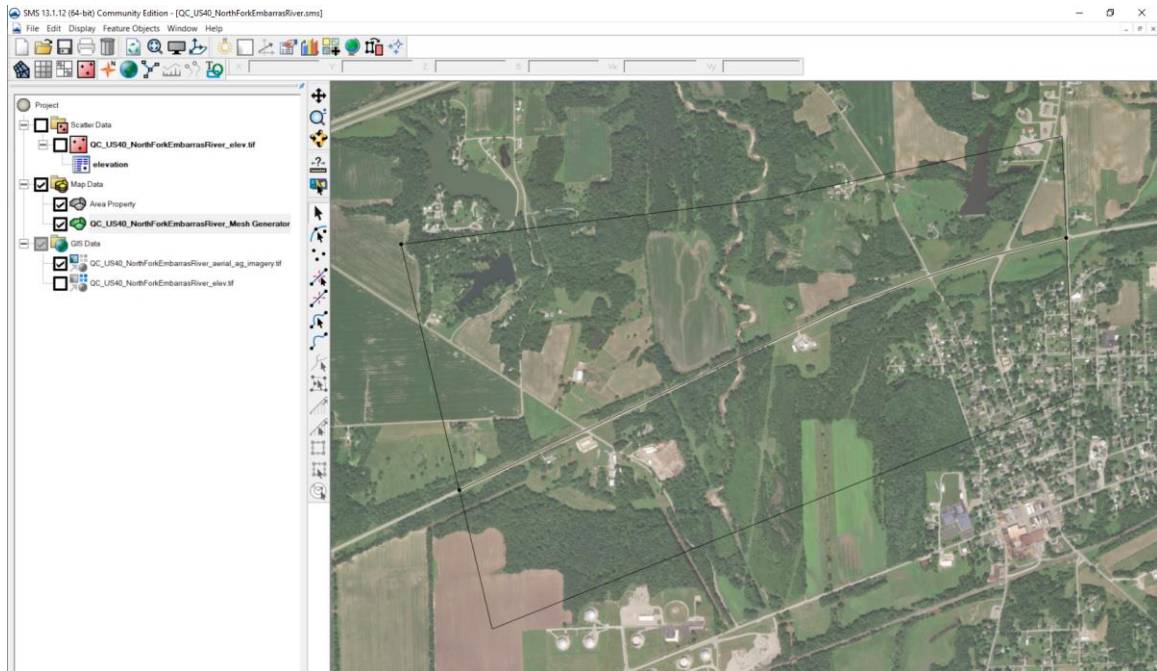 SMS 13.1.12 (64-bit) Community Edition - [QC_US40_NorthForkEmbarrasRiver.sms]
File Edit Display Feature Objects Window Help
X: Y: Z: S: Vx: Vy:
Project
Scatter Data
QC_US40_NorthForkEmbarrasRiver_elev.tif
elevation
Map Data
Area Property
QC_US40_NorthForkEmbarrasRiver_Mesh Generator
GIS Data
QC_US40_NorthForkEmbarrasRiver_aerial_ag_imagery.tif
QC_US40_NorthForkEmbarrasRiver_elev.tif